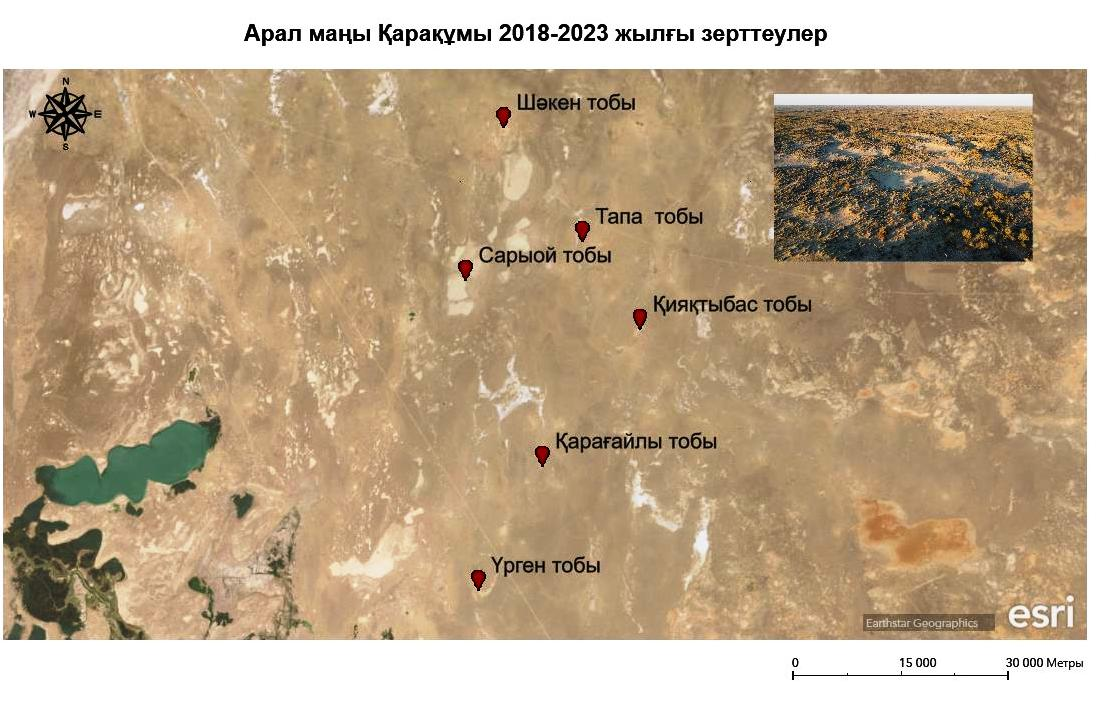 Арал маңы Қарақұмы 2018-2023 жылғы зерттеулер
N
W E
S
Шәкен тобы
Тапа тобы
Сарыой тобы
Қияқтыбас тобы
Қарағайлы тобы
Үрген тобы
esri
Earthstar Geographics
0 15 000 30 000 Метры